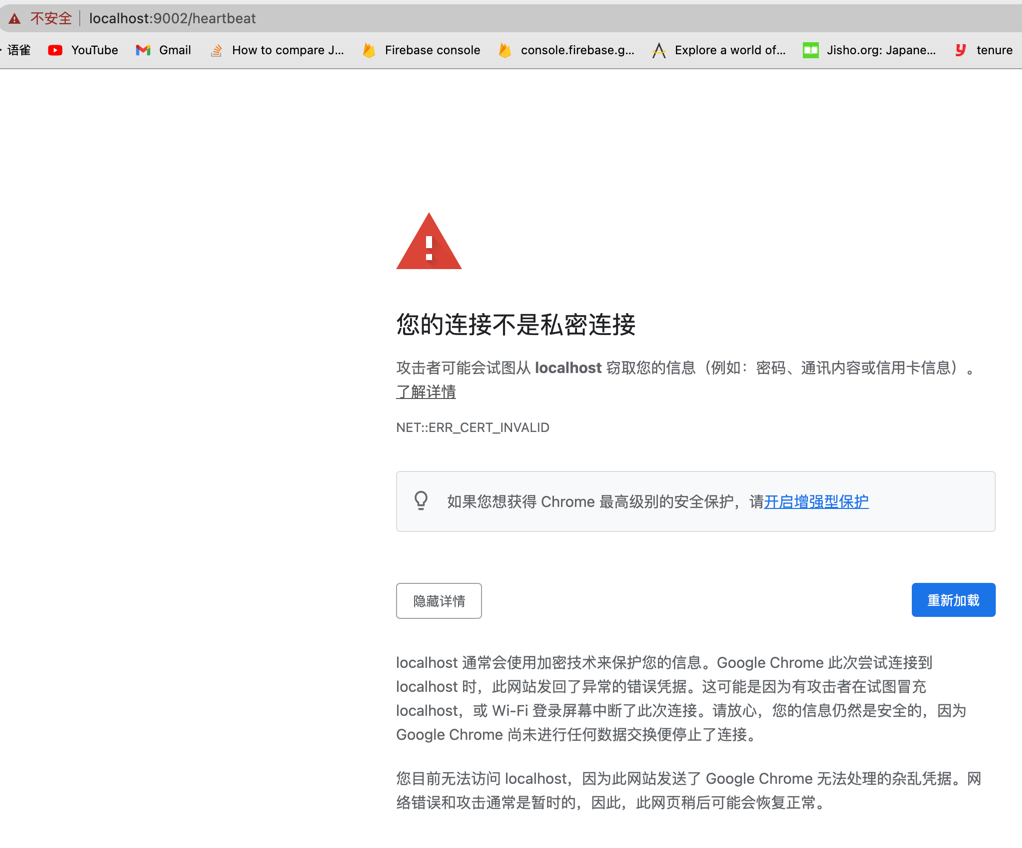 不安全 localhost:9002/heartbeat
语雀 YouTube Gmail How to compare J... Firebase console console.firebase.g... Explore a world of... Jisho.org: Japane... tenure
您的连接不是私密连接
攻击者可能会试图从 localhost 窃取您的信息（例如：密码、通讯内容或信用卡信息）。
了解详情
NET::ERR_CERT_INVALID
如果您想获得 Chrome 最高级别的安全保护，请开启增强型保护
隐藏详情
重新加载
localhost 通常会使用加密技术来保护您的信息。Google Chrome 此次尝试连接到
localhost 时，此网站发回了异常的错误凭据。这可能是因为有攻击者在试图冒充
localhost，或 Wi-Fi 登录屏幕中断了此次连接。请放心，您的信息仍然是安全的，因为
Google Chrome 尚未进行任何数据交换便停止了连接。
您目前无法访问 localhost，因为此网站发送了 Google Chrome 无法处理的杂乱凭据。网
络错误和攻击通常是暂时的，因此，此网页稍后可能会恢复正常。